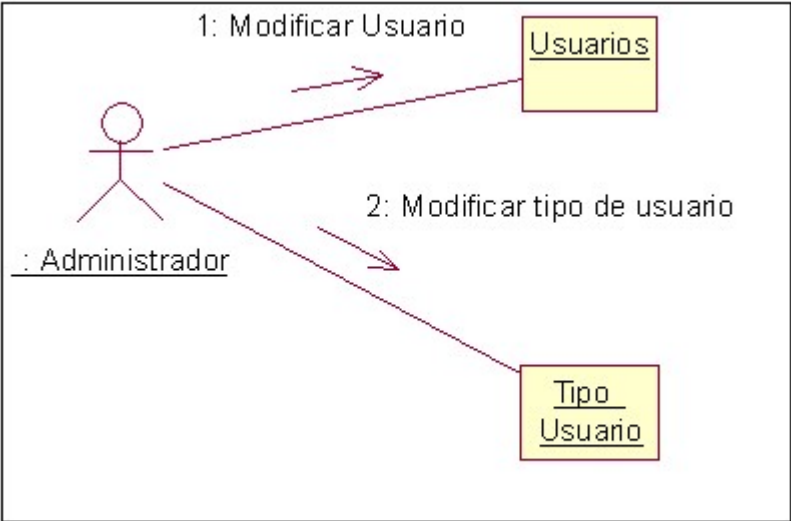 1: Modificar Usuario
Usuarios
2: Modificar tipo de usuario
: Administrador
Tipo
Usuario